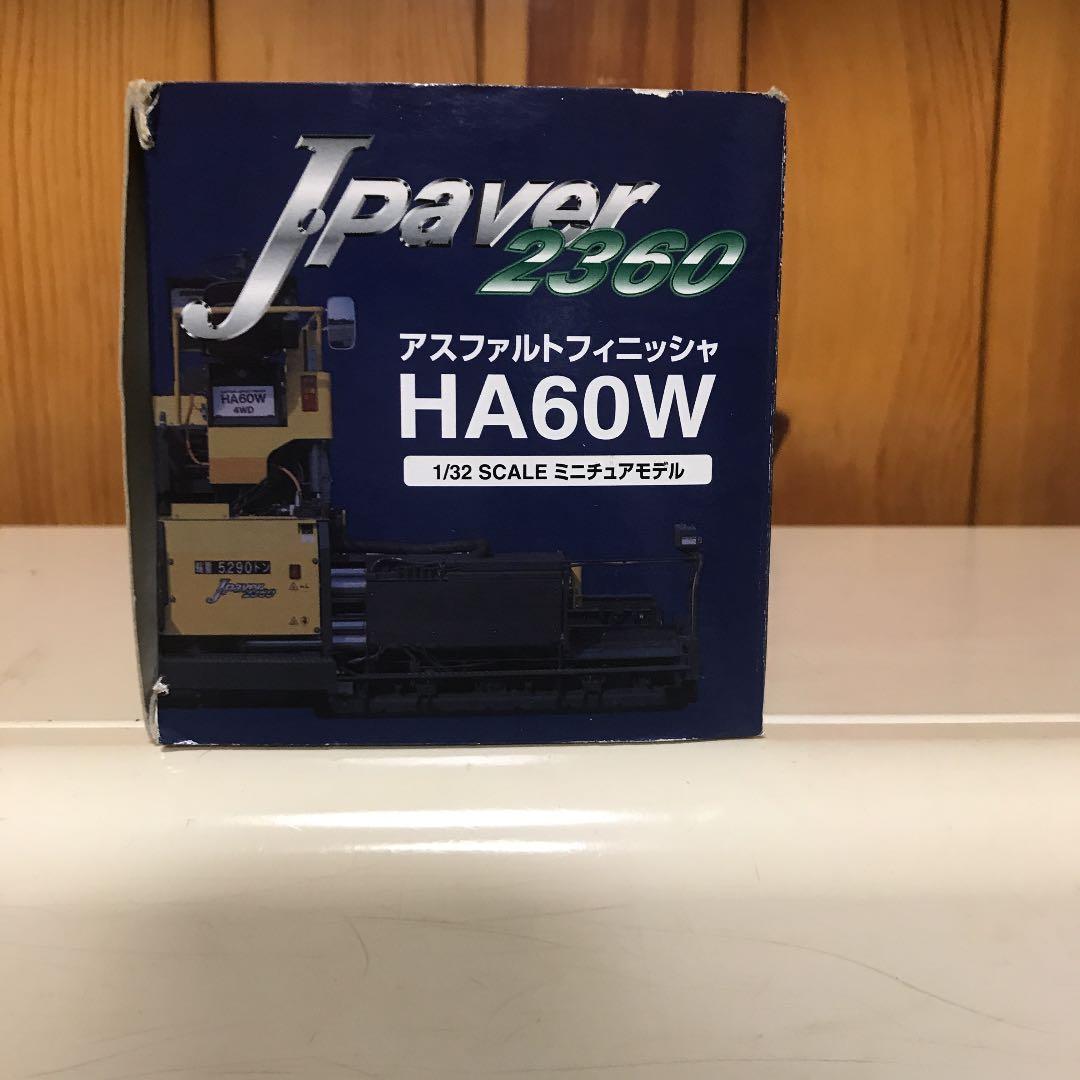 J・Paver
2360
アスファルトフィニッシャ
HA60W
1/32 SCALE ミニチュアモデル
HA60W
4WD
5290トン
J・Paver
2360